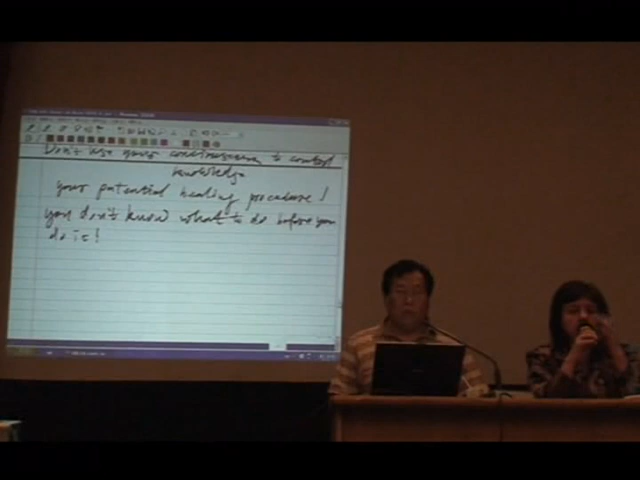 Don't use your consciousness to control
knowledge
your potential healing procedure!
you don't know what to do before you
do it!